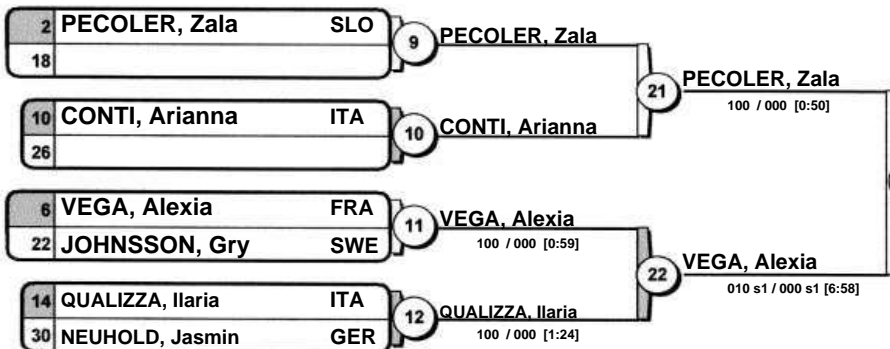 2 PECOLER, Zala SLO
18
9 PECOLER, Zala
10 CONTI, Arianna ITA
26
10 CONTI, Arianna
21 PECOLER, Zala
100 / 000 [0:50]
6 VEGA, Alexia FRA
22 JOHNSSON, Gry SWE
11 VEGA, Alexia
100 / 000 [0:59]
14 QUALIZZA, Ilaria ITA
30 NEUHOLD, Jasmin GER
12 QUALIZZA, Ilaria
100 / 000 [1:24]
22 VEGA, Alexia
010 s1 / 000 s1 [6:58]